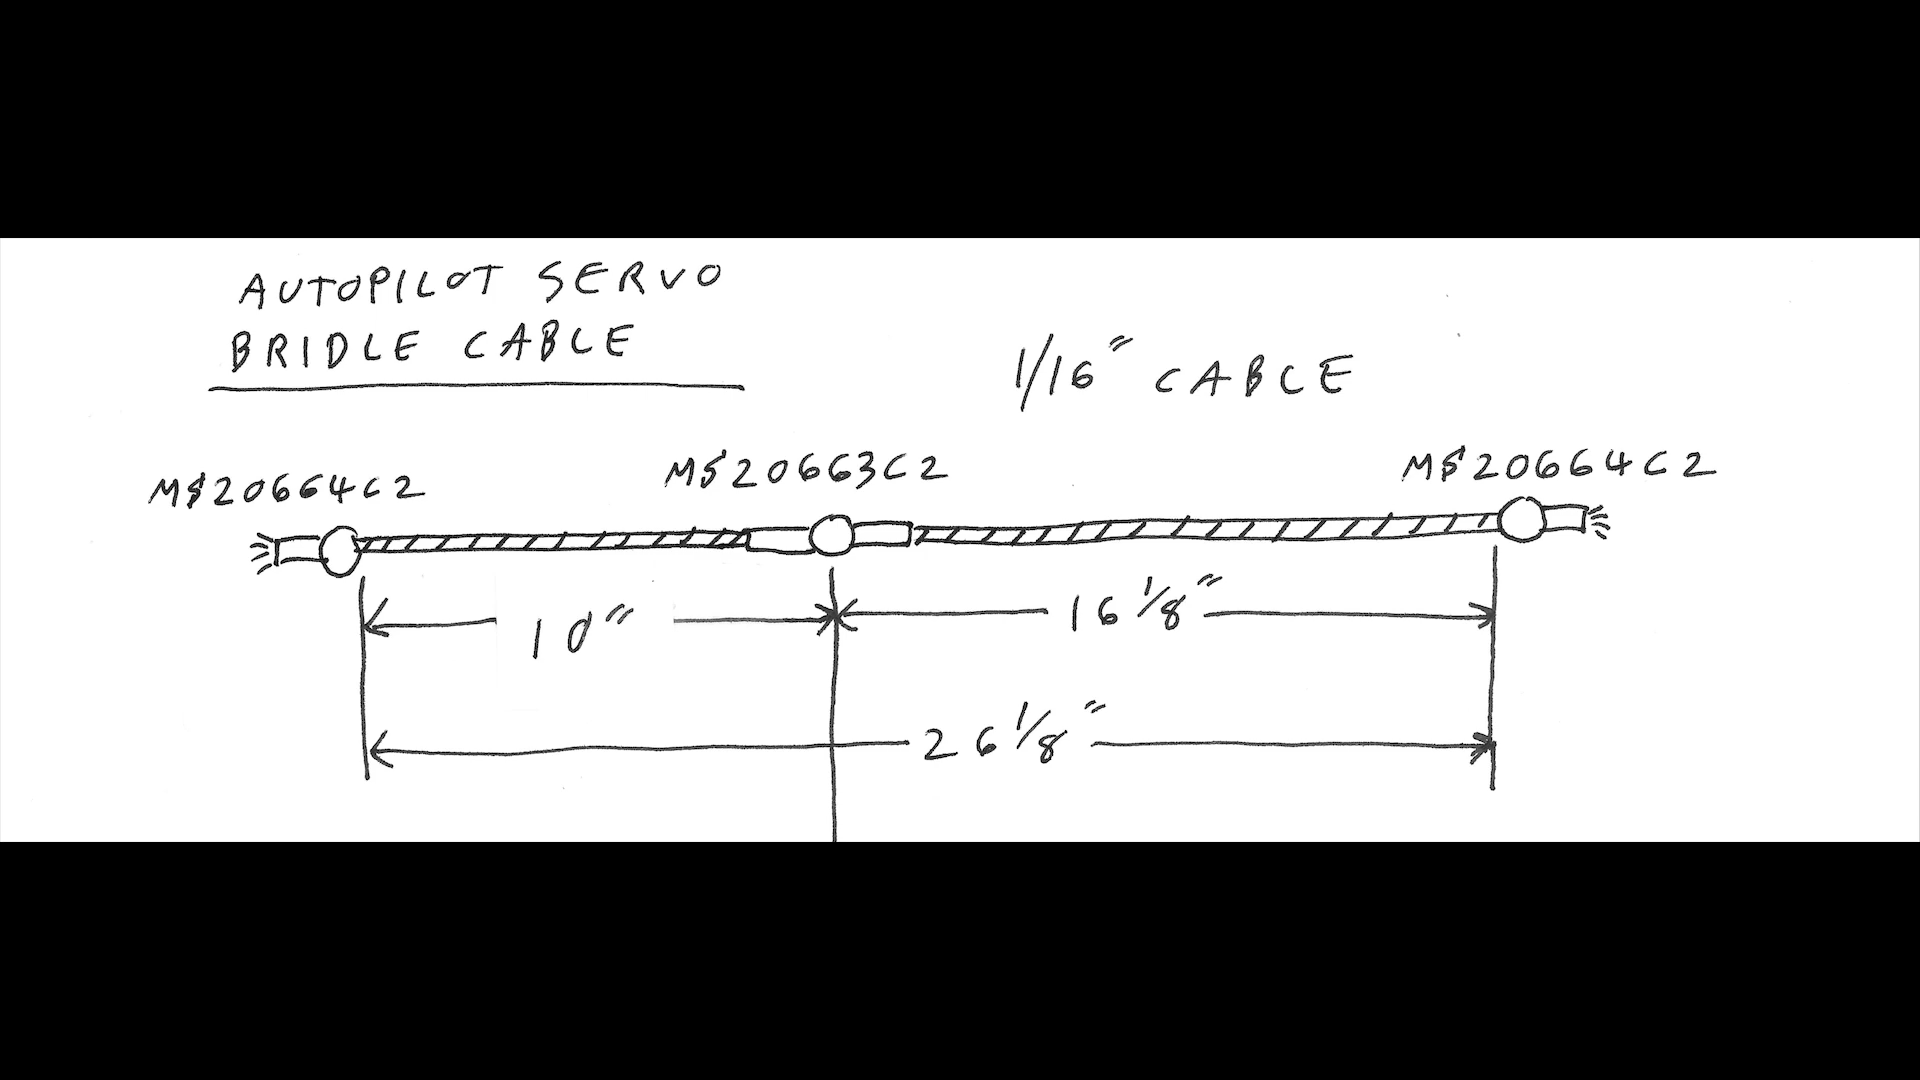 AUTOPILOT SERVO
BRIDLE CABLE
1/16" CABLE
MS20664C2
MS20663C2
MS20664C2
10"
16 1/8"
26 1/8"